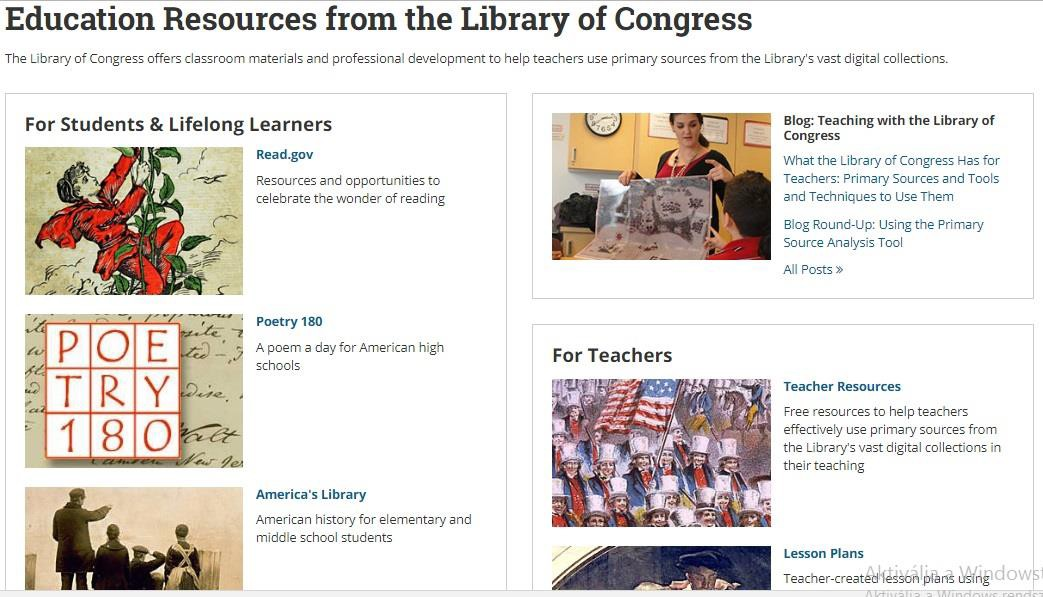 Education Resources from the Library of Congress
The Library of Congress offers classroom materials and professional development to help teachers use primary sources from the Library's vast digital collections.
For Students & Lifelong Learners
Read.gov
Resources and opportunities to
celebrate the wonder of reading
POE
TRY
180
Poetry 180
A poem a day for American high
schools
America's Library
American history for elementary and
middle school students
Blog: Teaching with the Library of
Congress
What the Library of Congress Has for
Teachers: Primary Sources and Tools
and Techniques to Use Them
Blog Round-Up: Using the Primary
Source Analysis Tool
All Posts »
For Teachers
Teacher Resources
Free resources to help teachers
effectively use primary sources from
the Library's vast digital collections in
their teaching
Lesson Plans
Teacher-created lesson plans using
Aktiválja a Windowst
Aktiválja a Windows rendsz